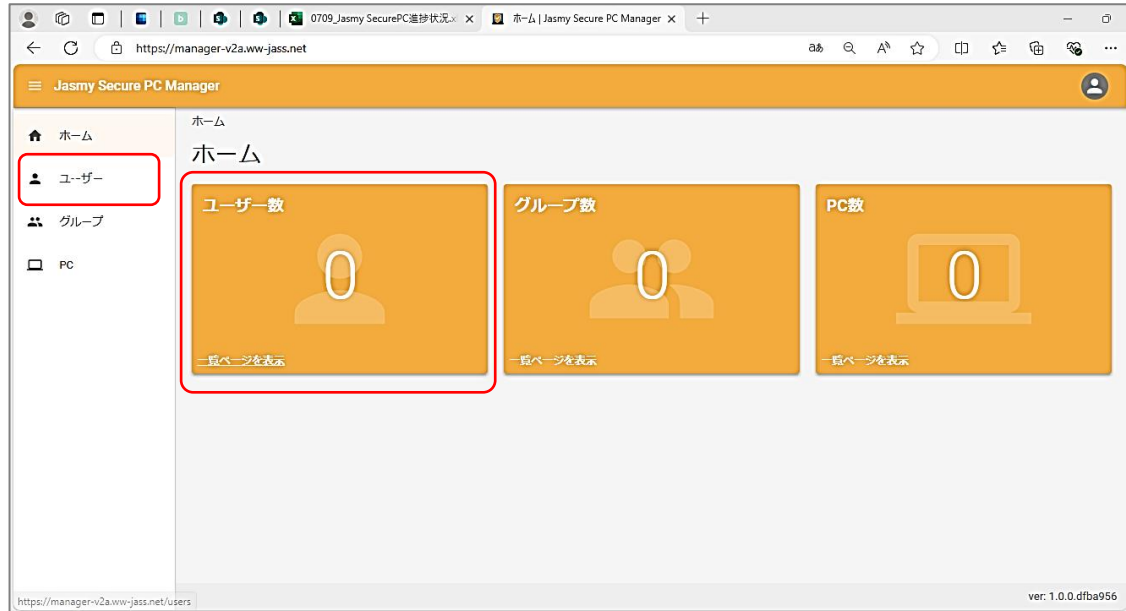 0709_Jasmy SecurePC進捗状況.x
ホーム | Jasmy Secure PC Manager
https://manager-v2a.ww-jass.net
Jasmy Secure PC Manager
ホーム
ホーム
ホーム
ユーザー
ユーザー数
グループ数
PC数
グループ
PC
0
0
0
一覧ページを表示
一覧ページを表示
一覧ページを表示
https://manager-v2a.ww-jass.net/users
ver: 1.0.0.dfba956